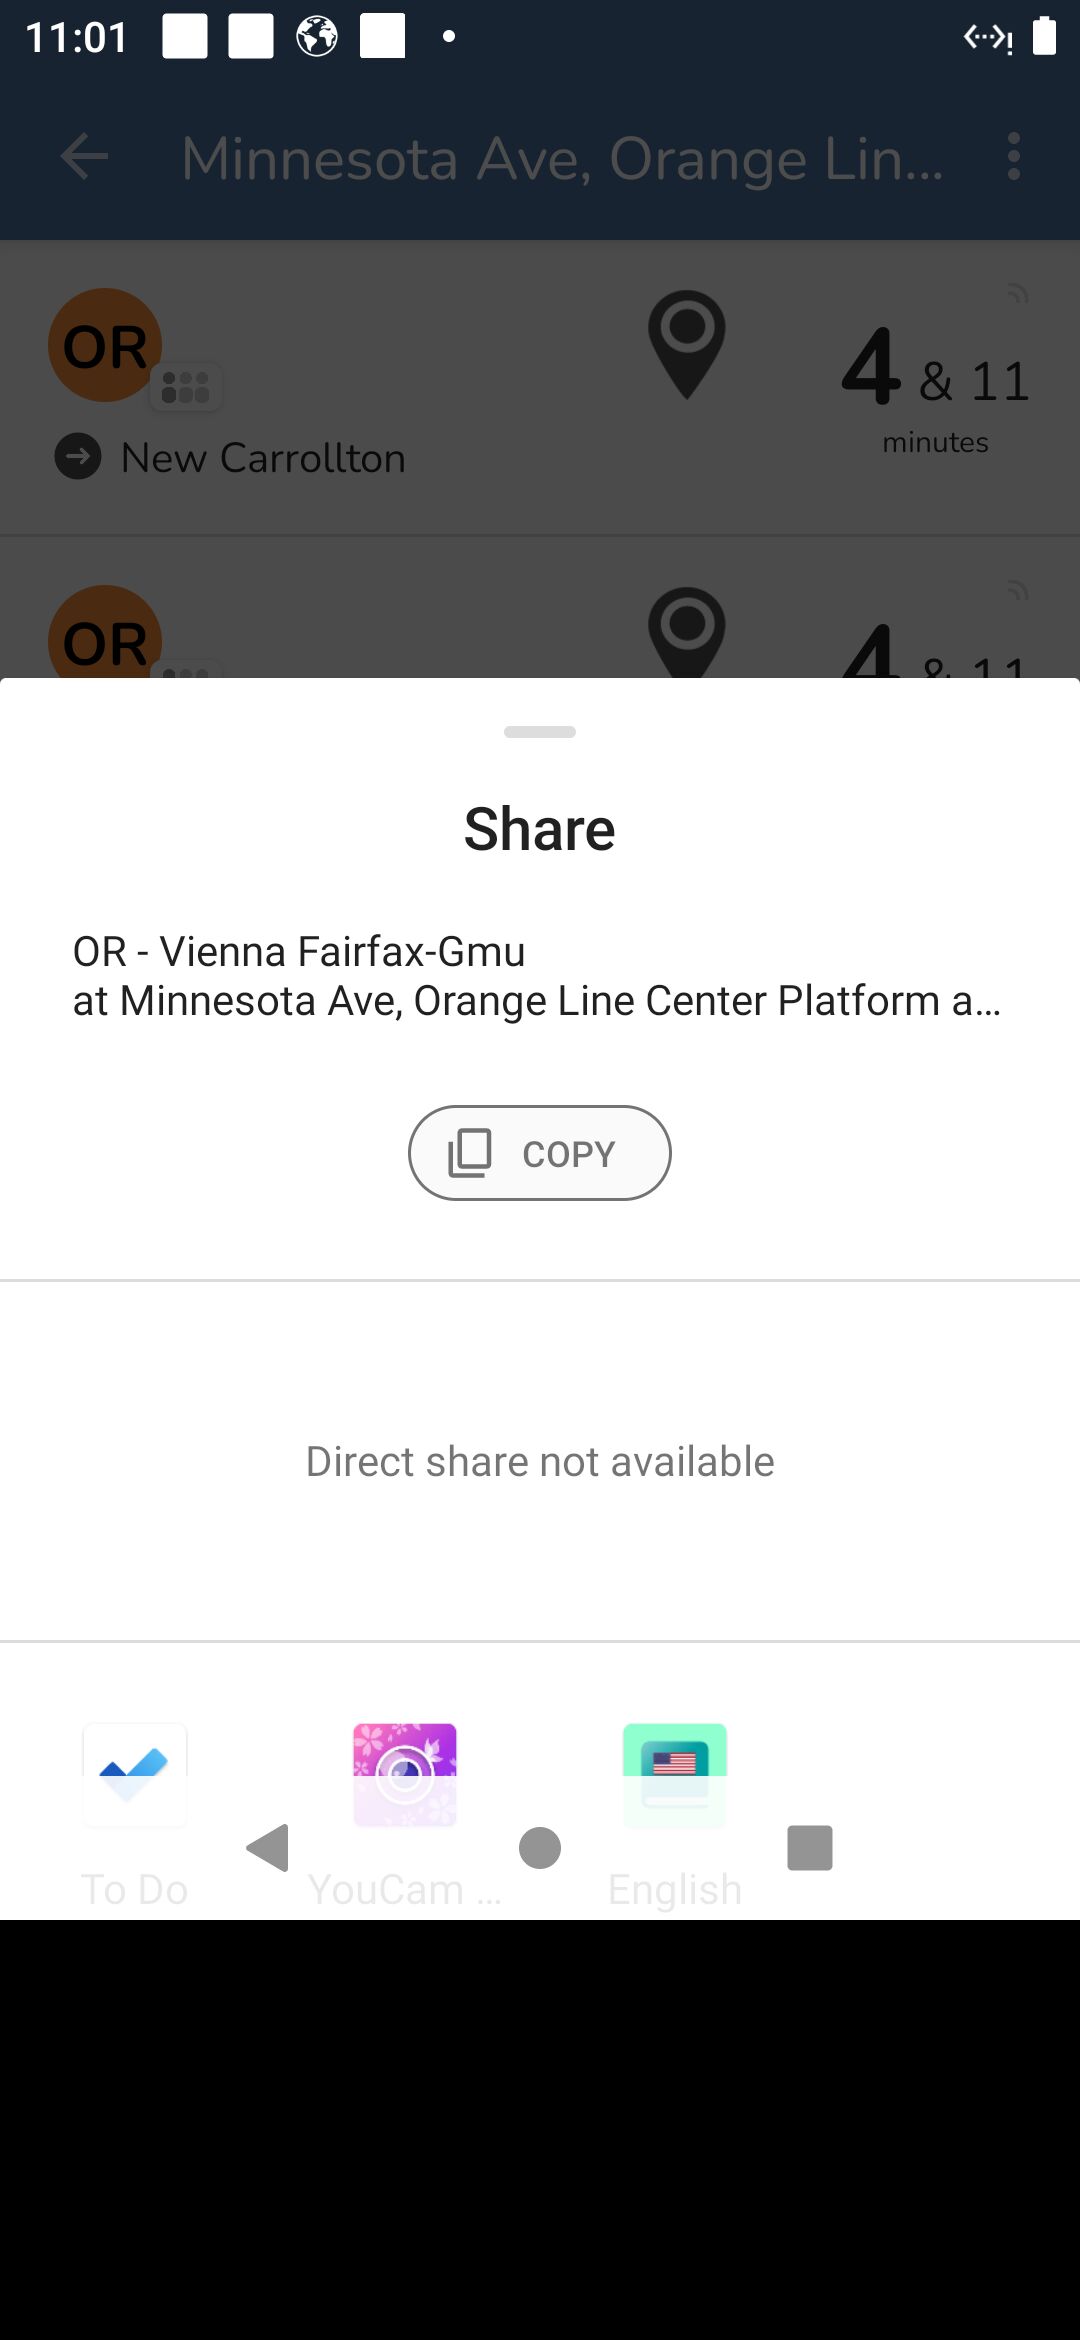 11:01
Minnesota Ave, Orange Lin...
OR
4 & 11
minutes
New Carrollton
OR
4 & 11
Share
OR - Vienna Fairfax-Gmu
at Minnesota Ave, Orange Line Center Platform a...
COPY
Direct share not available
To Do
YouCam ...
English